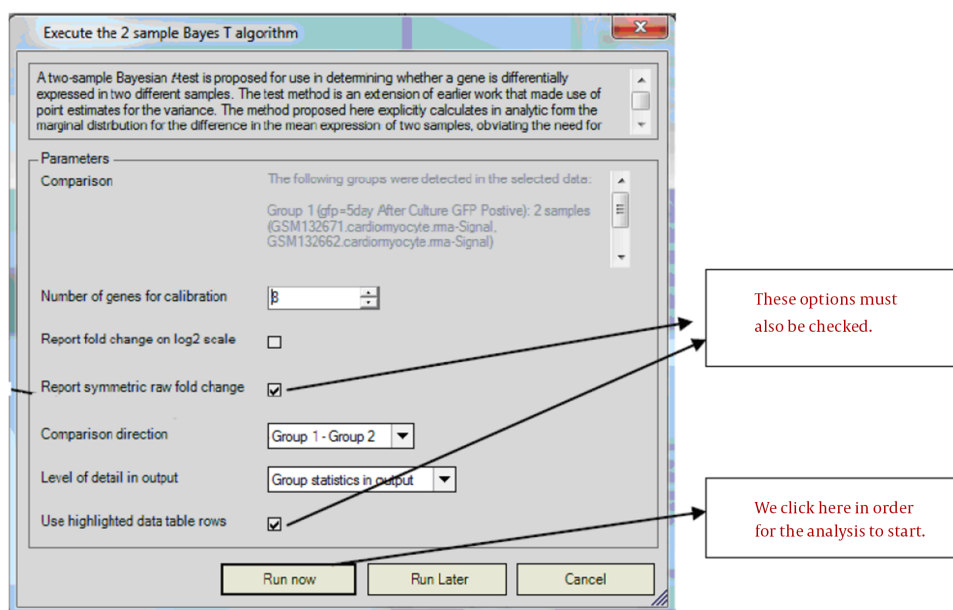 Execute the 2 sample Bayes T algorithm
A two-sample Bayesian t-test is proposed for use in determining whether a gene is differentially
expressed in two different samples. The test method is an extension of earlier work that made use of
point estimates for the variance. The method proposed here explicitly calculates in analytic form the
marginal distribution for the difference in the mean expression of two samples, obviating the need for
Parameters
Comparison
The following groups were detected in the selected data:
Group 1 (gfp=5day After Culture GFP Postive): 2 samples
(GSM132671.cardiomyocyte.rma-Signal,
GSM132662.cardiomyocyte.rma-Signal)
Number of genes for calibration
Report fold change on log2 scale
Report symmetric raw fold change
Comparison direction
Group 1 - Group 2
Level of detail in output
Group statistics in output
Use highlighted data table rows
Run now
Run Later
Cancel
These options must
also be checked.
We click here in order
for the analysis to start.